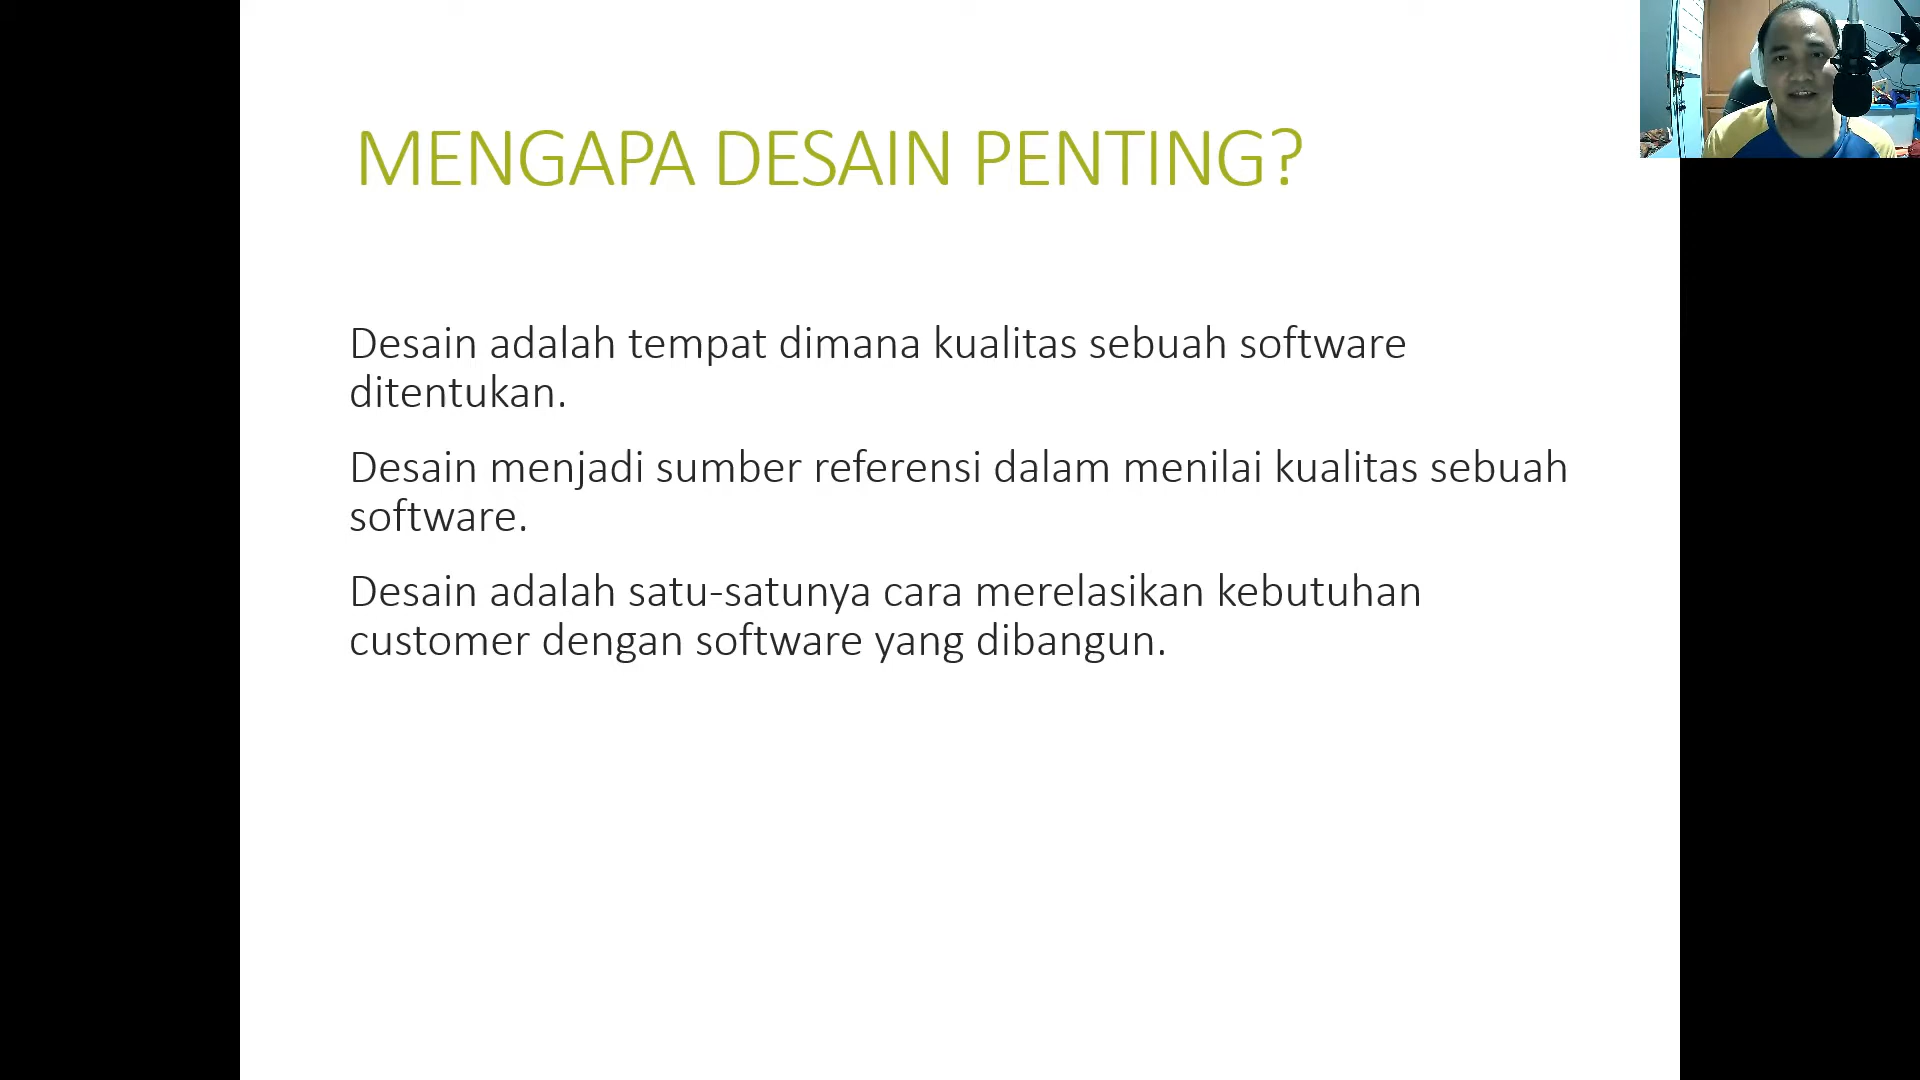 MENGAPA DESAIN PENTING?
Desain adalah tempat dimana kualitas sebuah software
ditentukan.
Desain menjadi sumber referensi dalam menilai kualitas sebuah
software.
Desain adalah satu-satunya cara merelasikan kebutuhan
customer dengan software yang dibangun.